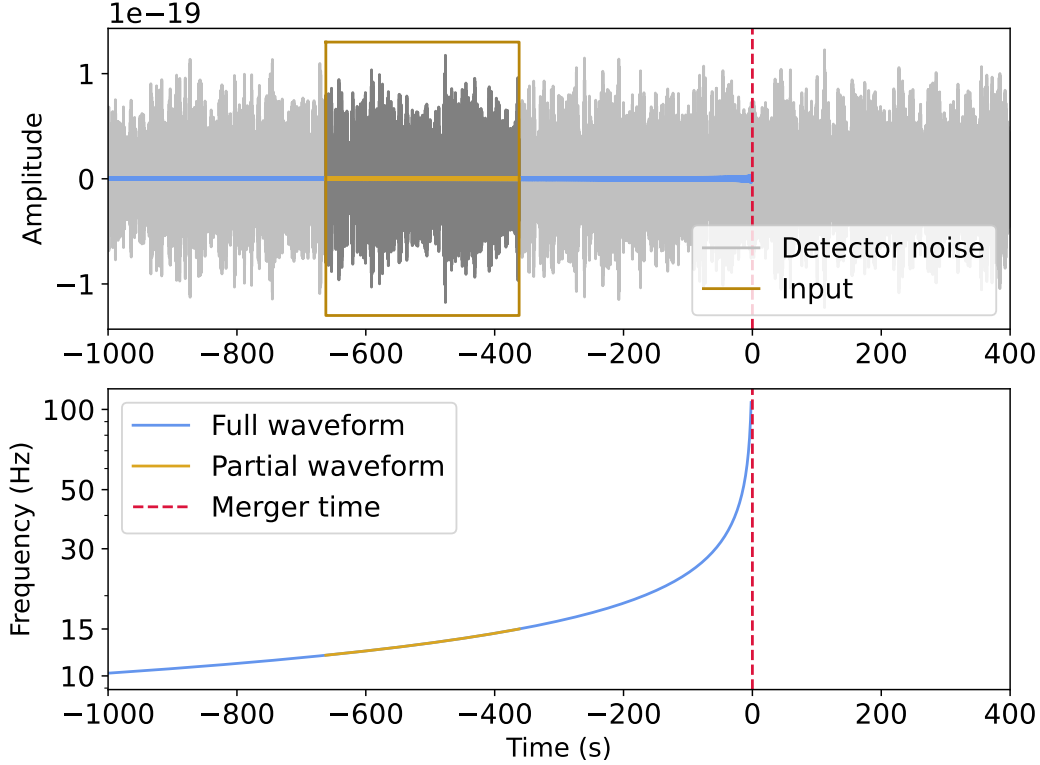 1e−19
Amplitude
1
0
−1
Detector noise
Input
−1000 −800 −600 −400 −200 0 200 400
Frequency (Hz)
100
50
30
15
10
Full waveform
Partial waveform
Merger time
−1000 −800 −600 −400 −200 0 200 400
Time (s)